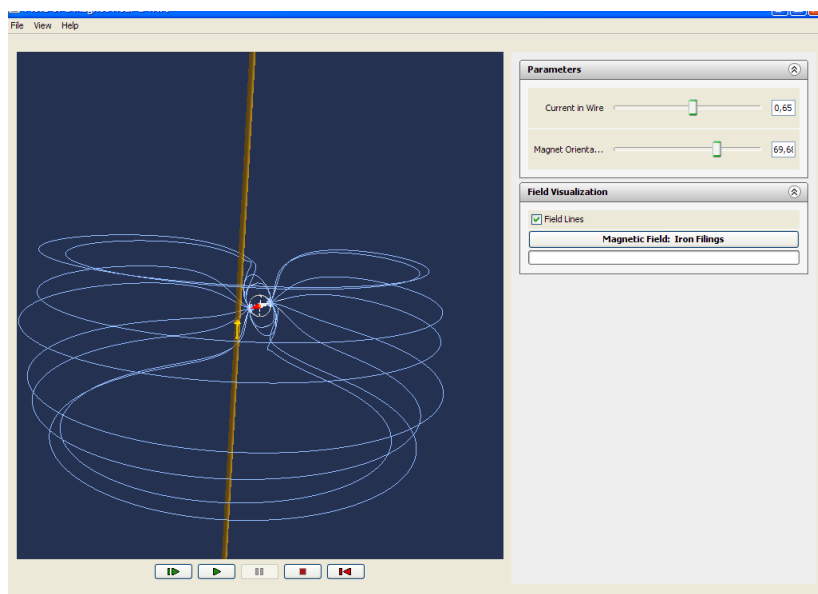 File View Help
Parameters
Current in Wire 0,65
Magnet Orienta... 69,6
Field Visualization
Field Lines
Magnetic Field: Iron Filings